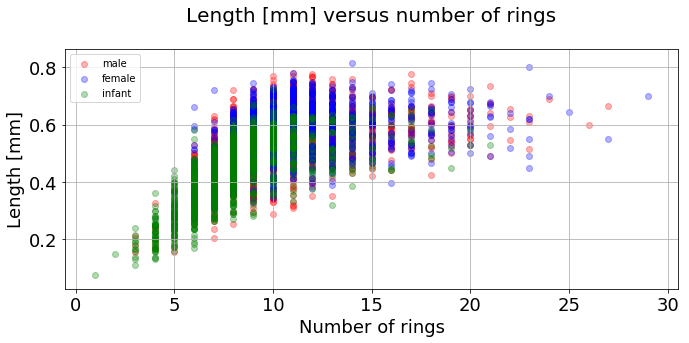 Length [mm] versus number of rings
male
female
infant
Length [mm]
0.8
0.6
0.4
0.2
0 5 10 15 20 25 30
Number of rings